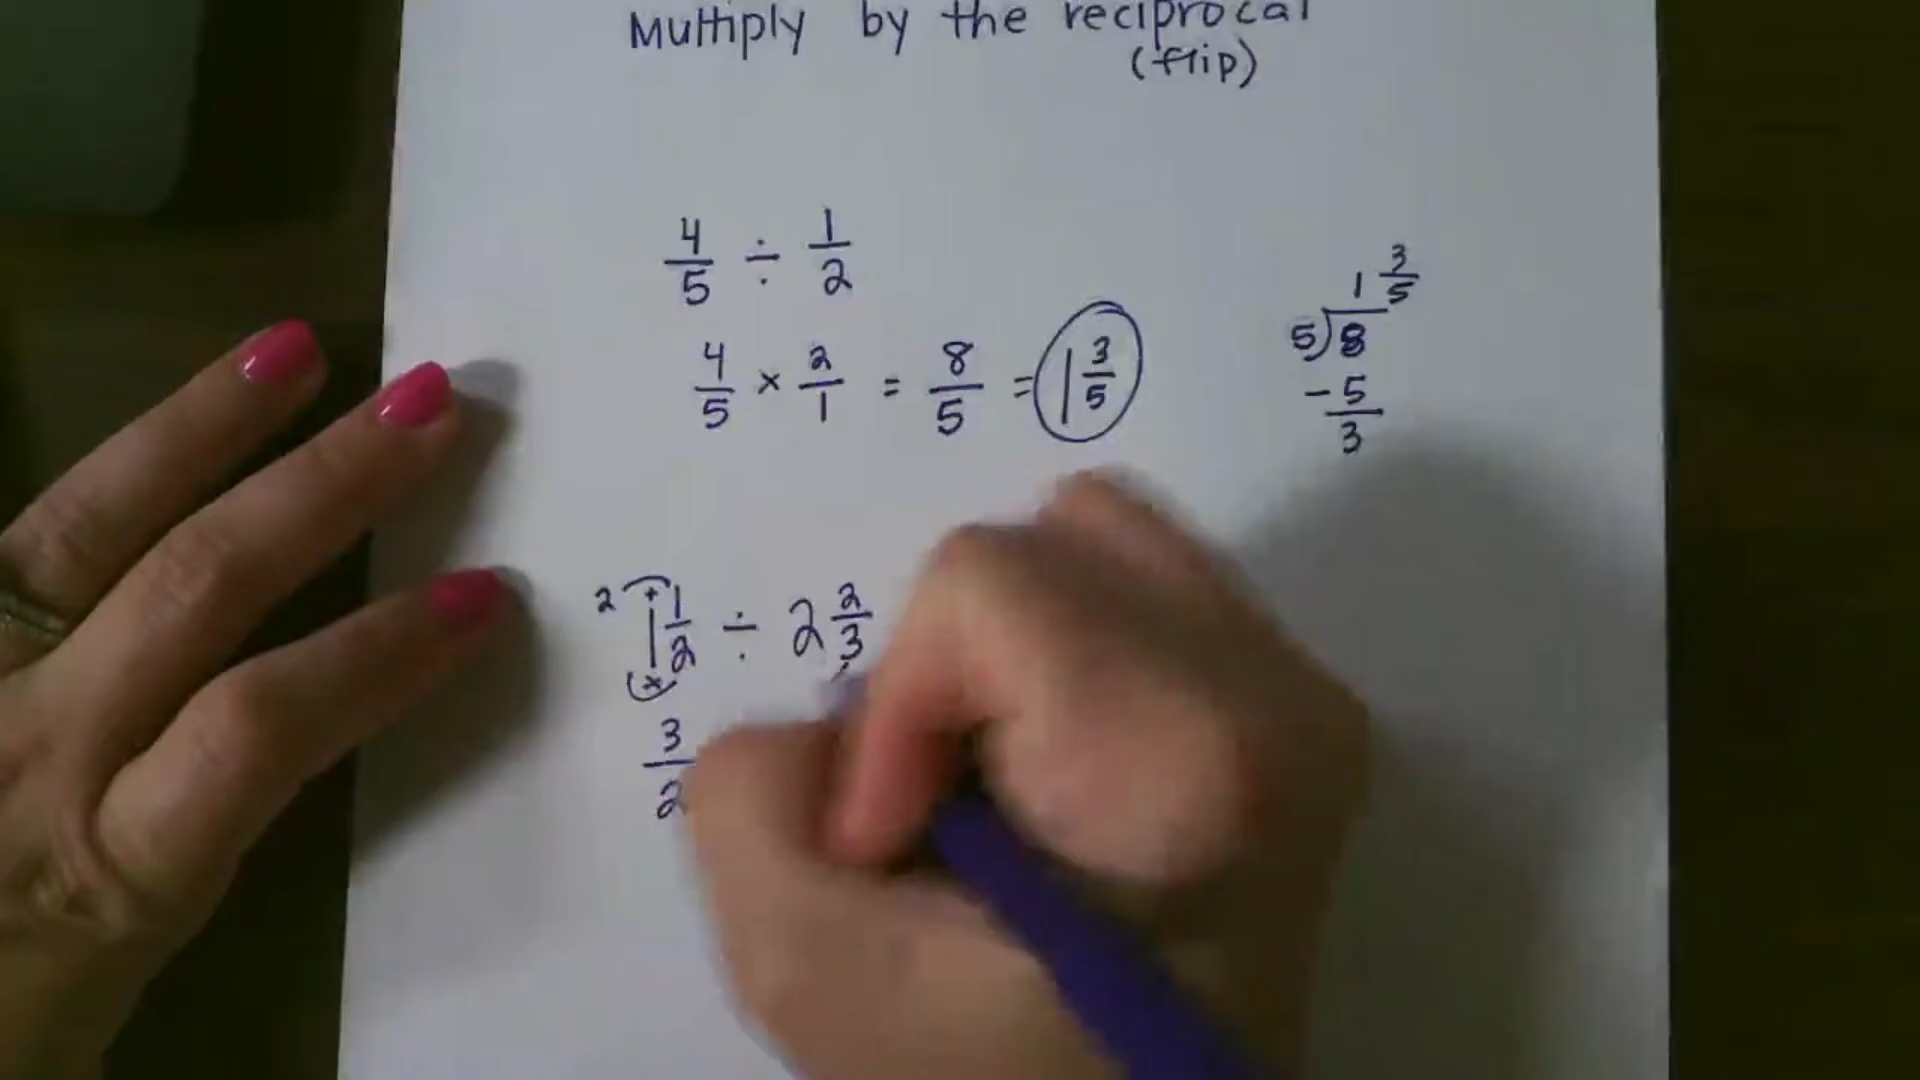 Multiply by the reciprocal
(flip)
4/5 ÷ 1/2
4/5 × 2/1 = 8/5 = 1 3/5
1 3/5
5)8
-5
3
2 + 1 1/2 ÷ 2 2/3
×
3/2